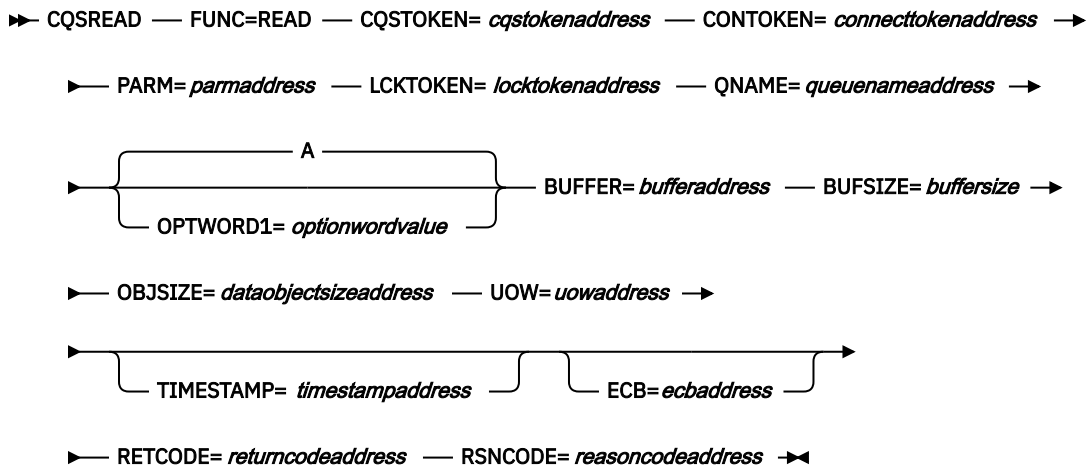 CQSREAD FUNC=READ CQSTOKEN= cqstokenaddress CONTOKEN= connecttokenaddress
PARM= parmaddress LCKTOKEN= locktokenaddress QNAME= queuenameaddress
A
BUFFER= bufferaddress BUFSIZE= buffersize
OPTWORD1= optionwordvalue
OBJSIZE= dataobjectsizeaddress UOW= uowaddress
TIMESTAMP= timestampaddress ECB= ecbaddress
RETCODE= returncodeaddress RSNCODE= reasoncodeaddress